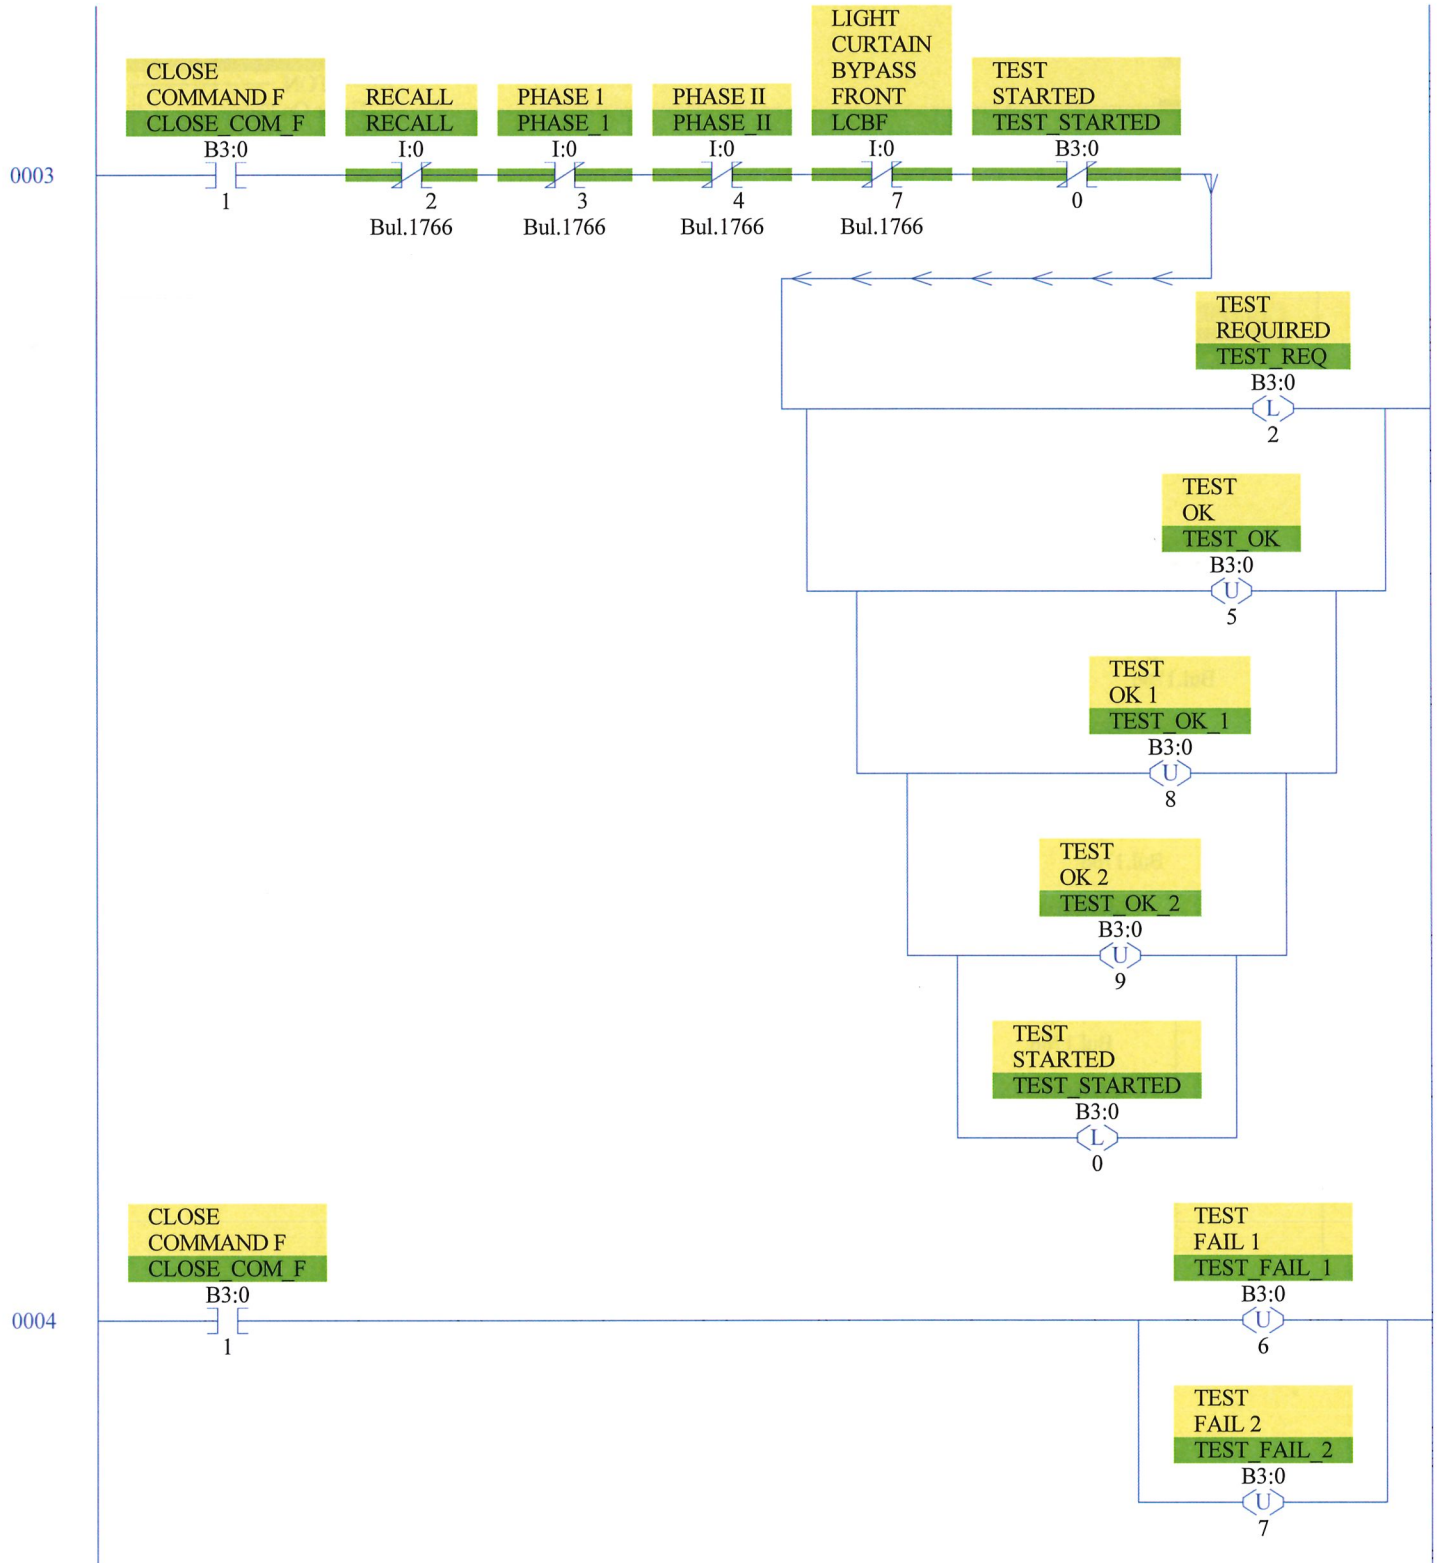 CLOSE
COMMAND F
CLOSE_COM_F
B3:0
1
RECALL
RECALL
I:0
2
Bul.1766
PHASE 1
PHASE_1
I:0
3
Bul.1766
PHASE II
PHASE_II
I:0
4
Bul.1766
LIGHT
CURTAIN
BYPASS
FRONT
LCBF
I:0
7
Bul.1766
TEST
STARTED
TEST_STARTED
B3:0
0
0003
TEST
REQUIRED
TEST_REQ
B3:0
L
2
TEST
OK
TEST_OK
B3:0
U
5
TEST
OK 1
TEST_OK_1
B3:0
U
8
TEST
OK 2
TEST_OK_2
B3:0
U
9
TEST
STARTED
TEST_STARTED
B3:0
L
0
CLOSE
COMMAND F
CLOSE_COM_F
B3:0
1
0004
TEST
FAIL 1
TEST_FAIL_1
B3:0
U
6
TEST
FAIL 2
TEST_FAIL_2
B3:0
U
7